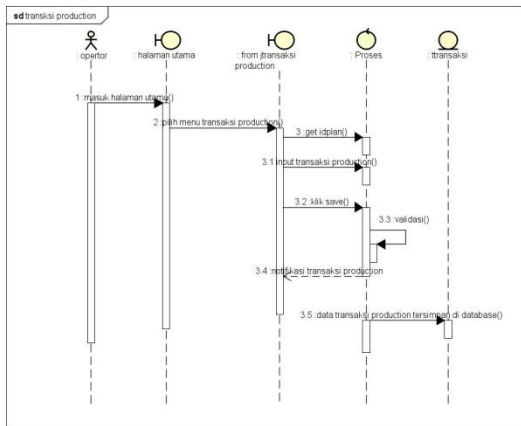 sd transksi production
: opertor
: halaman utama
: from jtransaksi
production
: Proses
: ttransaksi
1 :masuk halaman utama()
2 :pilih menu transaksi production()
3 :get idplan()
3.1 :input transaksi production()
3.2 :klik save()
3.3 :validasi()
3.4 :notifikasi transaksi production
3.5 :data transaksi production tersimpan di database()